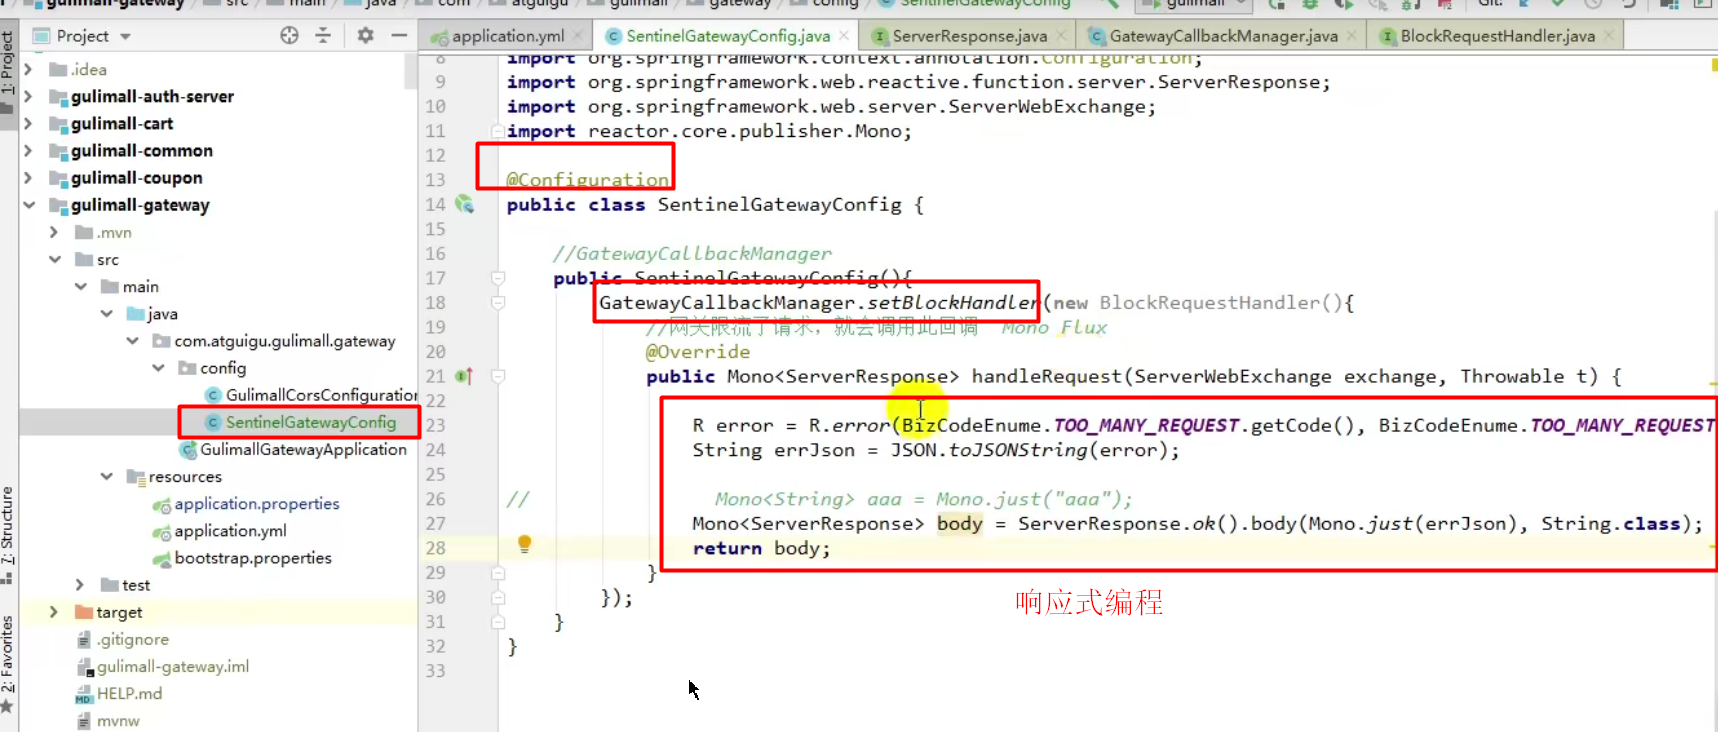 gulimall-gateway
src
main
java
com
atguigu
gulimall
gateway
config
SentinelGatewayConfig
gulimall
Git:
Project
application.yml
SentinelGatewayConfig.java
ServerResponse.java
GatewayCallbackManager.java
BlockRequestHandler.java
1: Project
7: Structure
2: Favorites
.idea
gulimall-auth-server
gulimall-cart
gulimall-common
gulimall-coupon
gulimall-gateway
.mvn
src
main
java
com.atguigu.gulimall.gateway
config
GulimallCorsConfiguration
SentinelGatewayConfig
GulimallGatewayApplication
resources
application.properties
application.yml
bootstrap.properties
test
target
.gitignore
gulimall-gateway.iml
HELP.md
mvnw
8 import org.springframework.context.annotation.Configuration;
9 import org.springframework.web.reactive.function.server.ServerResponse;
10 import org.springframework.web.server.ServerWebExchange;
11 import reactor.core.publisher.Mono;
12
13 @Configuration
14 public class SentinelGatewayConfig {
15
16 //GatewayCallbackManager
17 public SentinelGatewayConfig(){
18 GatewayCallbackManager.setBlockHandler(new BlockRequestHandler(){
19 //网关限流了请求，就会调用此回调 Mono Flux
20 @Override
21 public Mono<ServerResponse> handleRequest(ServerWebExchange exchange, Throwable t) {
22
23 R error = R.error(BizCodeEnume.TOO_MANY_REQUEST.getCode(), BizCodeEnume.TOO_MANY_REQUEST
24 String errJson = JSON.toJSONString(error);
25
26 // Mono<String> aaa = Mono.just("aaa");
27 Mono<ServerResponse> body = ServerResponse.ok().body(Mono.just(errJson), String.class);
28 return body;
29 }
30 });
31 }
32 }
33
响应式编程